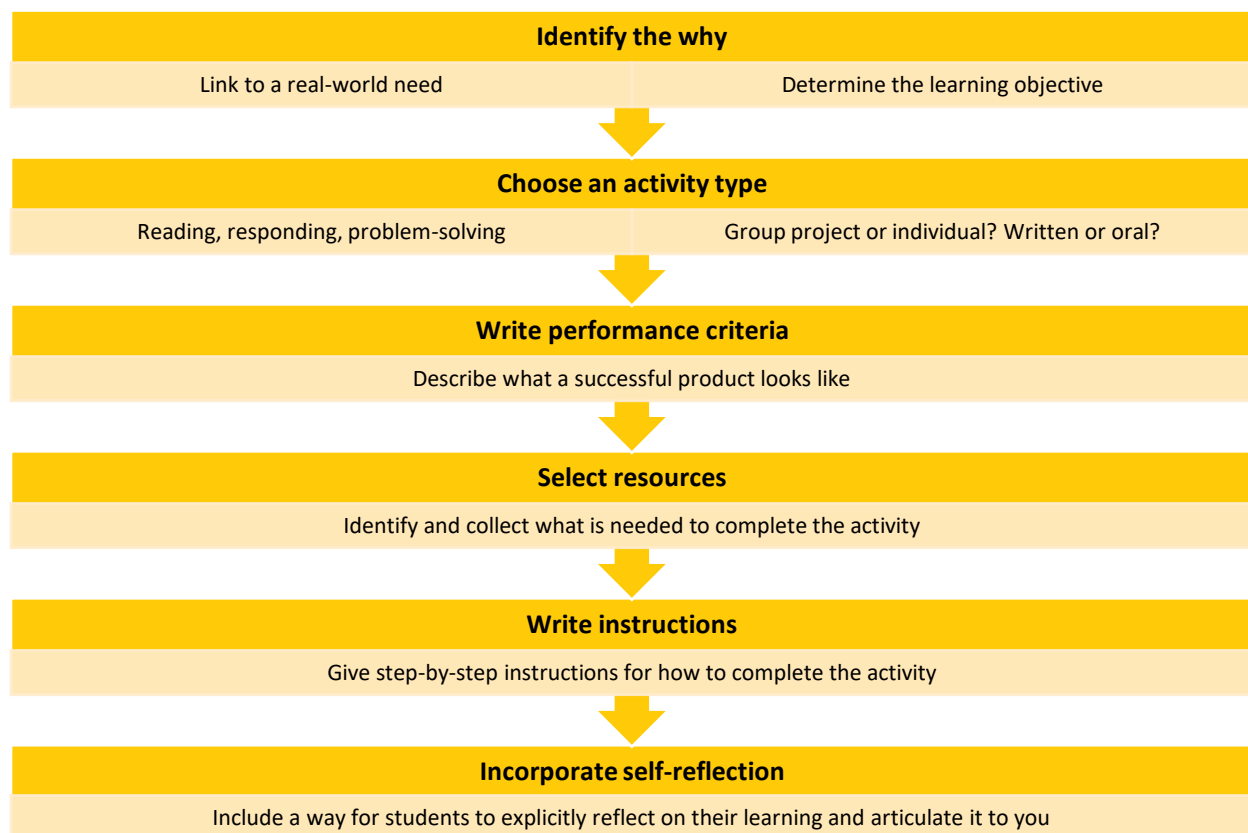 Identify the why
Link to a real-world need
Determine the learning objective
Choose an activity type
Reading, responding, problem-solving
Group project or individual? Written or oral?
Write performance criteria
Describe what a successful product looks like
Select resources
Identify and collect what is needed to complete the activity
Write instructions
Give step-by-step instructions for how to complete the activity
Incorporate self-reflection
Include a way for students to explicitly reflect on their learning and articulate it to you